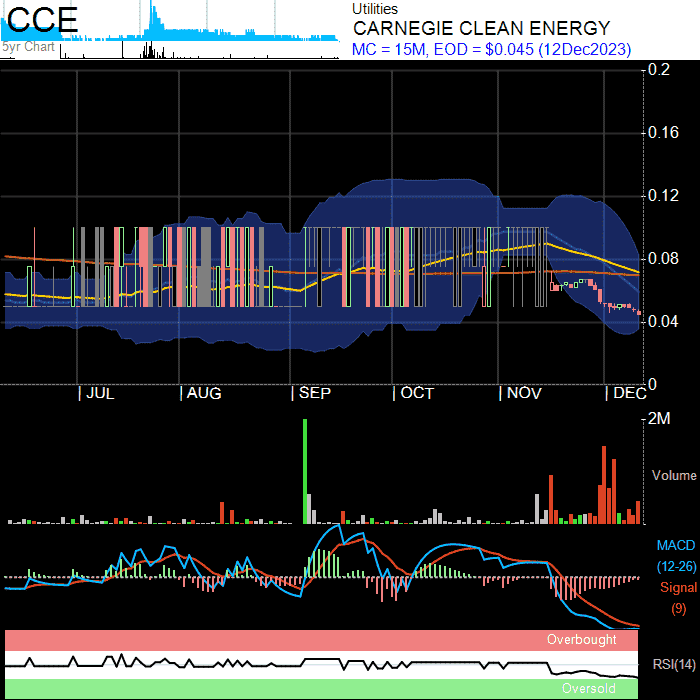 CCE
5yr Chart
Utilities
CARNEGIE CLEAN ENERGY
MC = 15M, EOD = $0.045 (12Dec2023)
0.2
0.16
0.12
0.08
0.04
0
JUL AUG SEP OCT NOV DEC
2M
Volume
MACD
(12-26)
Signal
(9)
Overbought
RSI(14)
Oversold